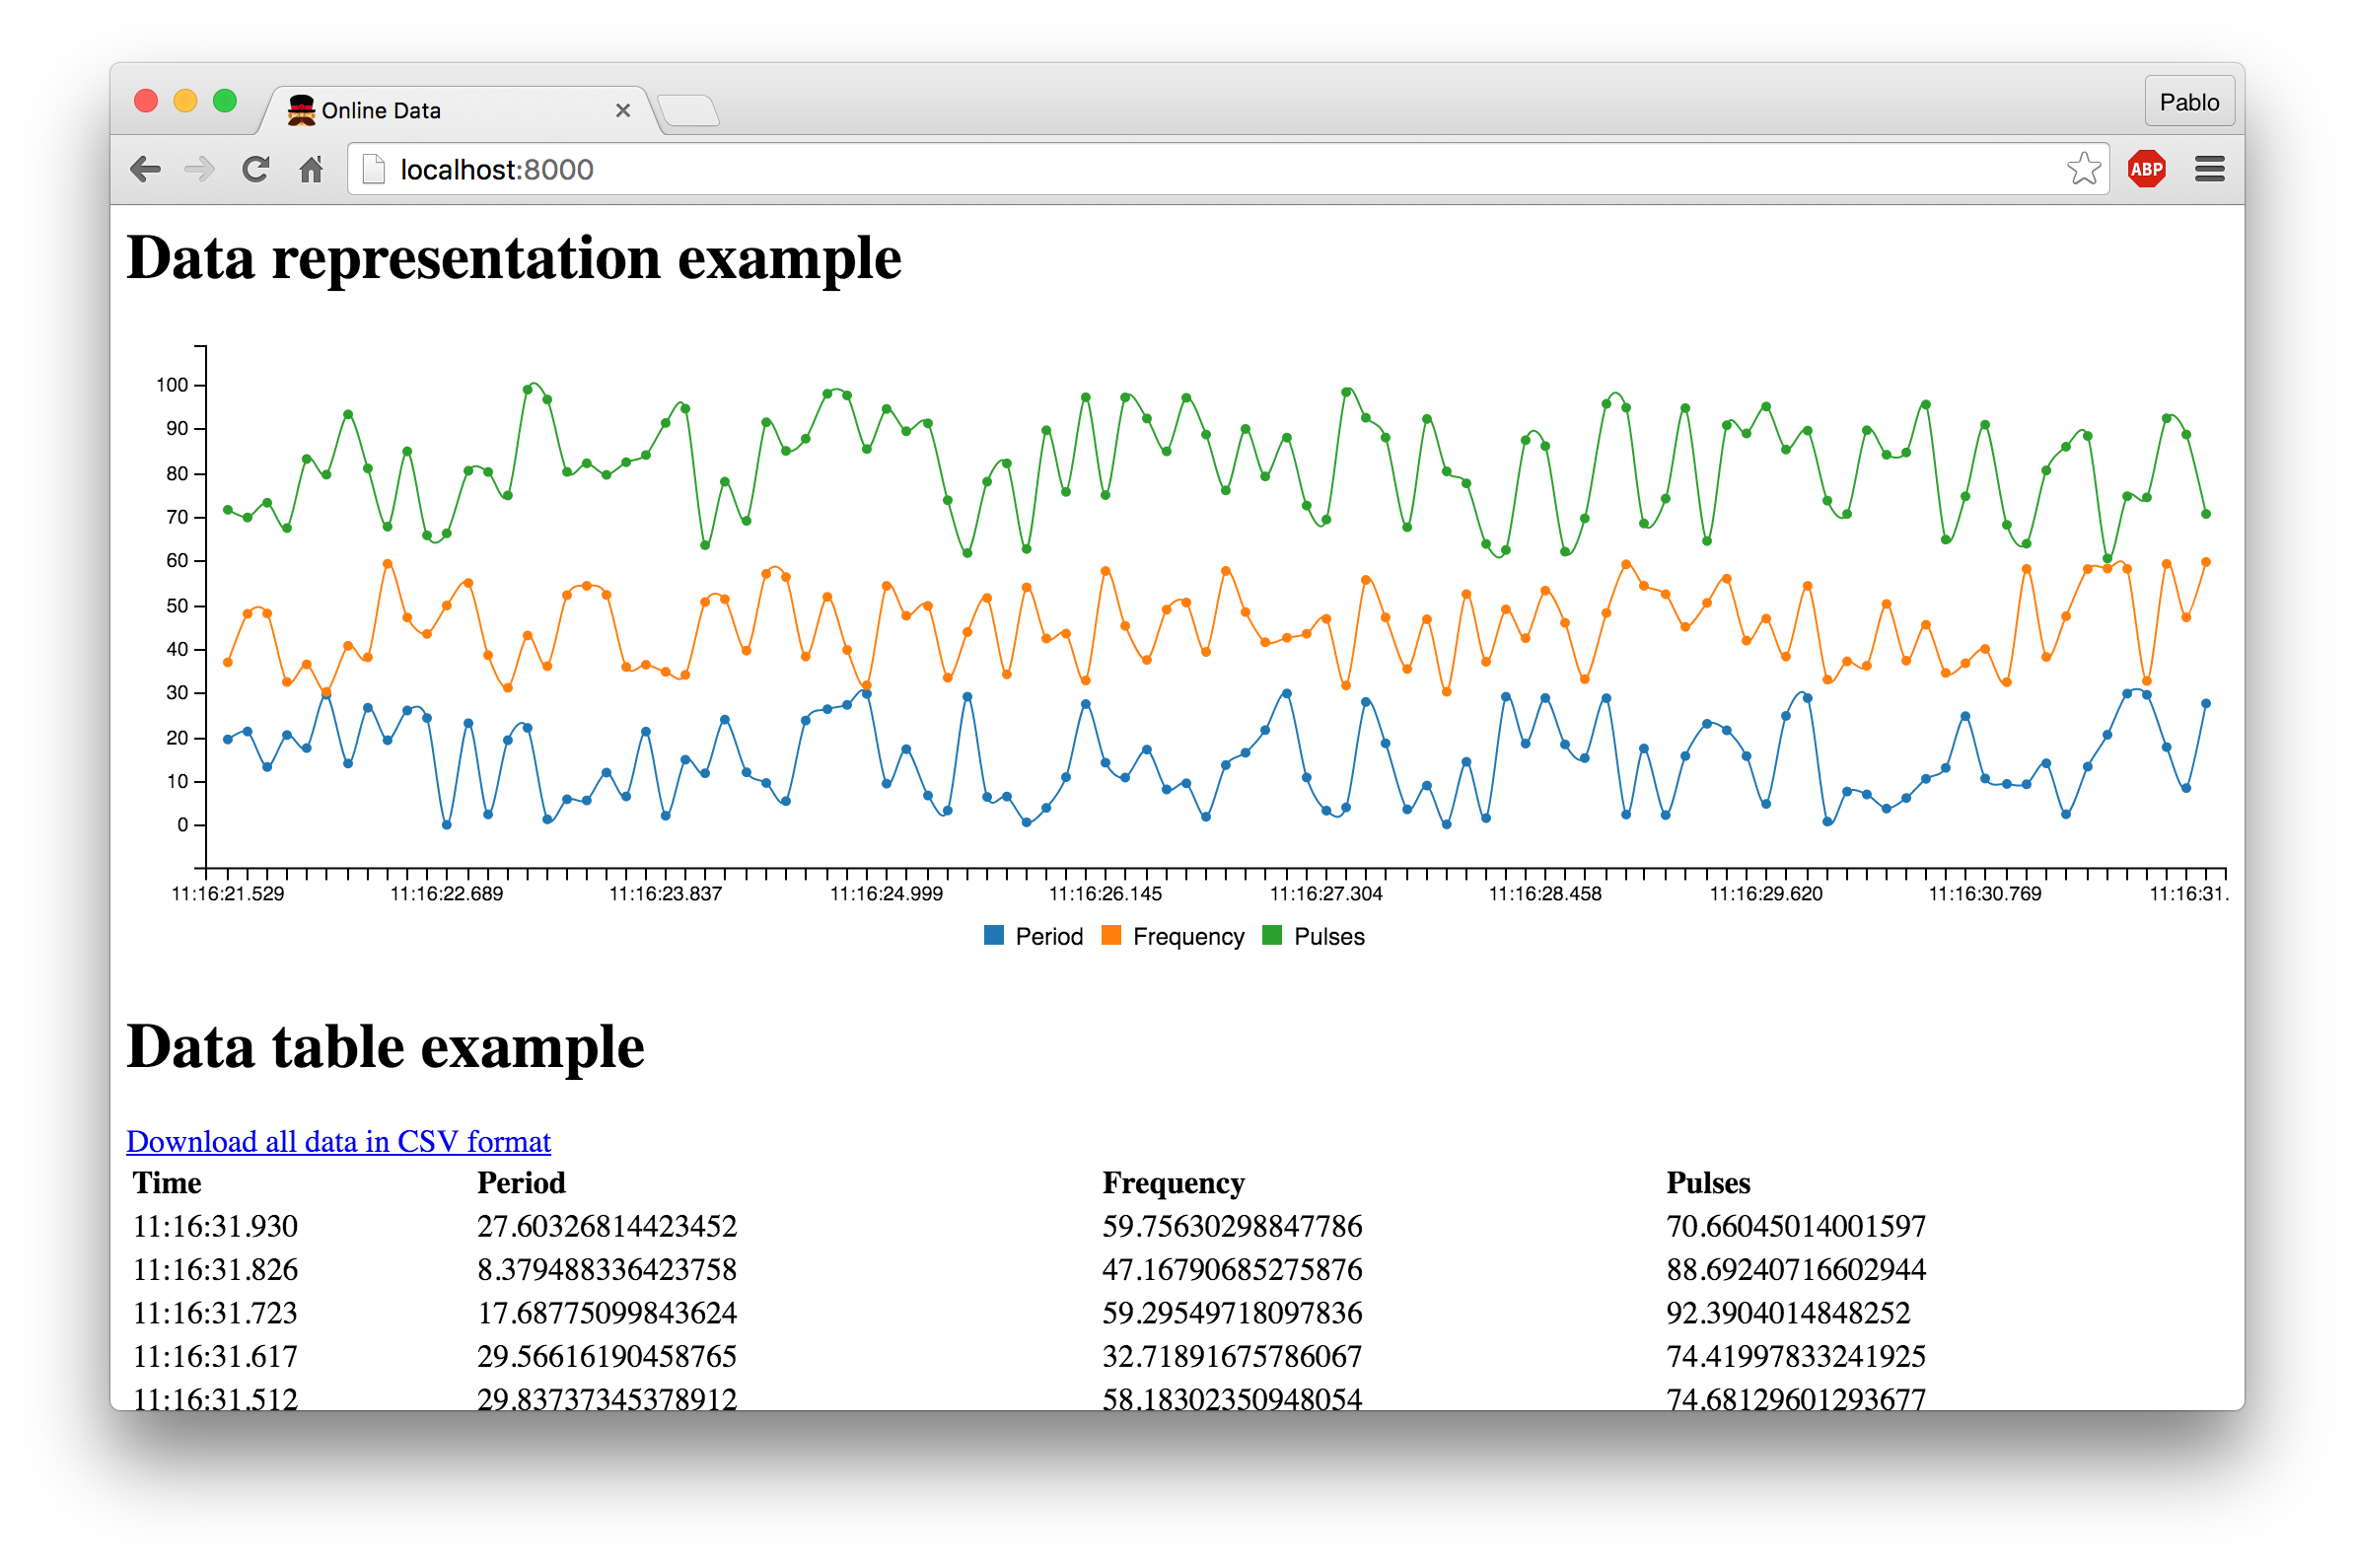 Online Data
Pablo
localhost:8000
ABP
Data representation example
100
90
80
70
60
50
40
30
20
10
0
11:16:21.529 11:16:22.689 11:16:23.837 11:16:24.999 11:16:26.145 11:16:27.304 11:16:28.458 11:16:29.620 11:16:30.769 11:16:31.
Period Frequency Pulses
Data table example
Download all data in CSV format
Time Period Frequency Pulses
11:16:31.930 27.60326814423452 59.75630298847786 70.66045014001597
11:16:31.826 8.379488336423758 47.16790685275876 88.69240716602944
11:16:31.723 17.68775099843624 59.29549718097836 92.3904014848252
11:16:31.617 29.56616190458765 32.71891675786067 74.41997833241925
11:16:31.512 29.83737345378912 58.18302350948054 74.68129601293677